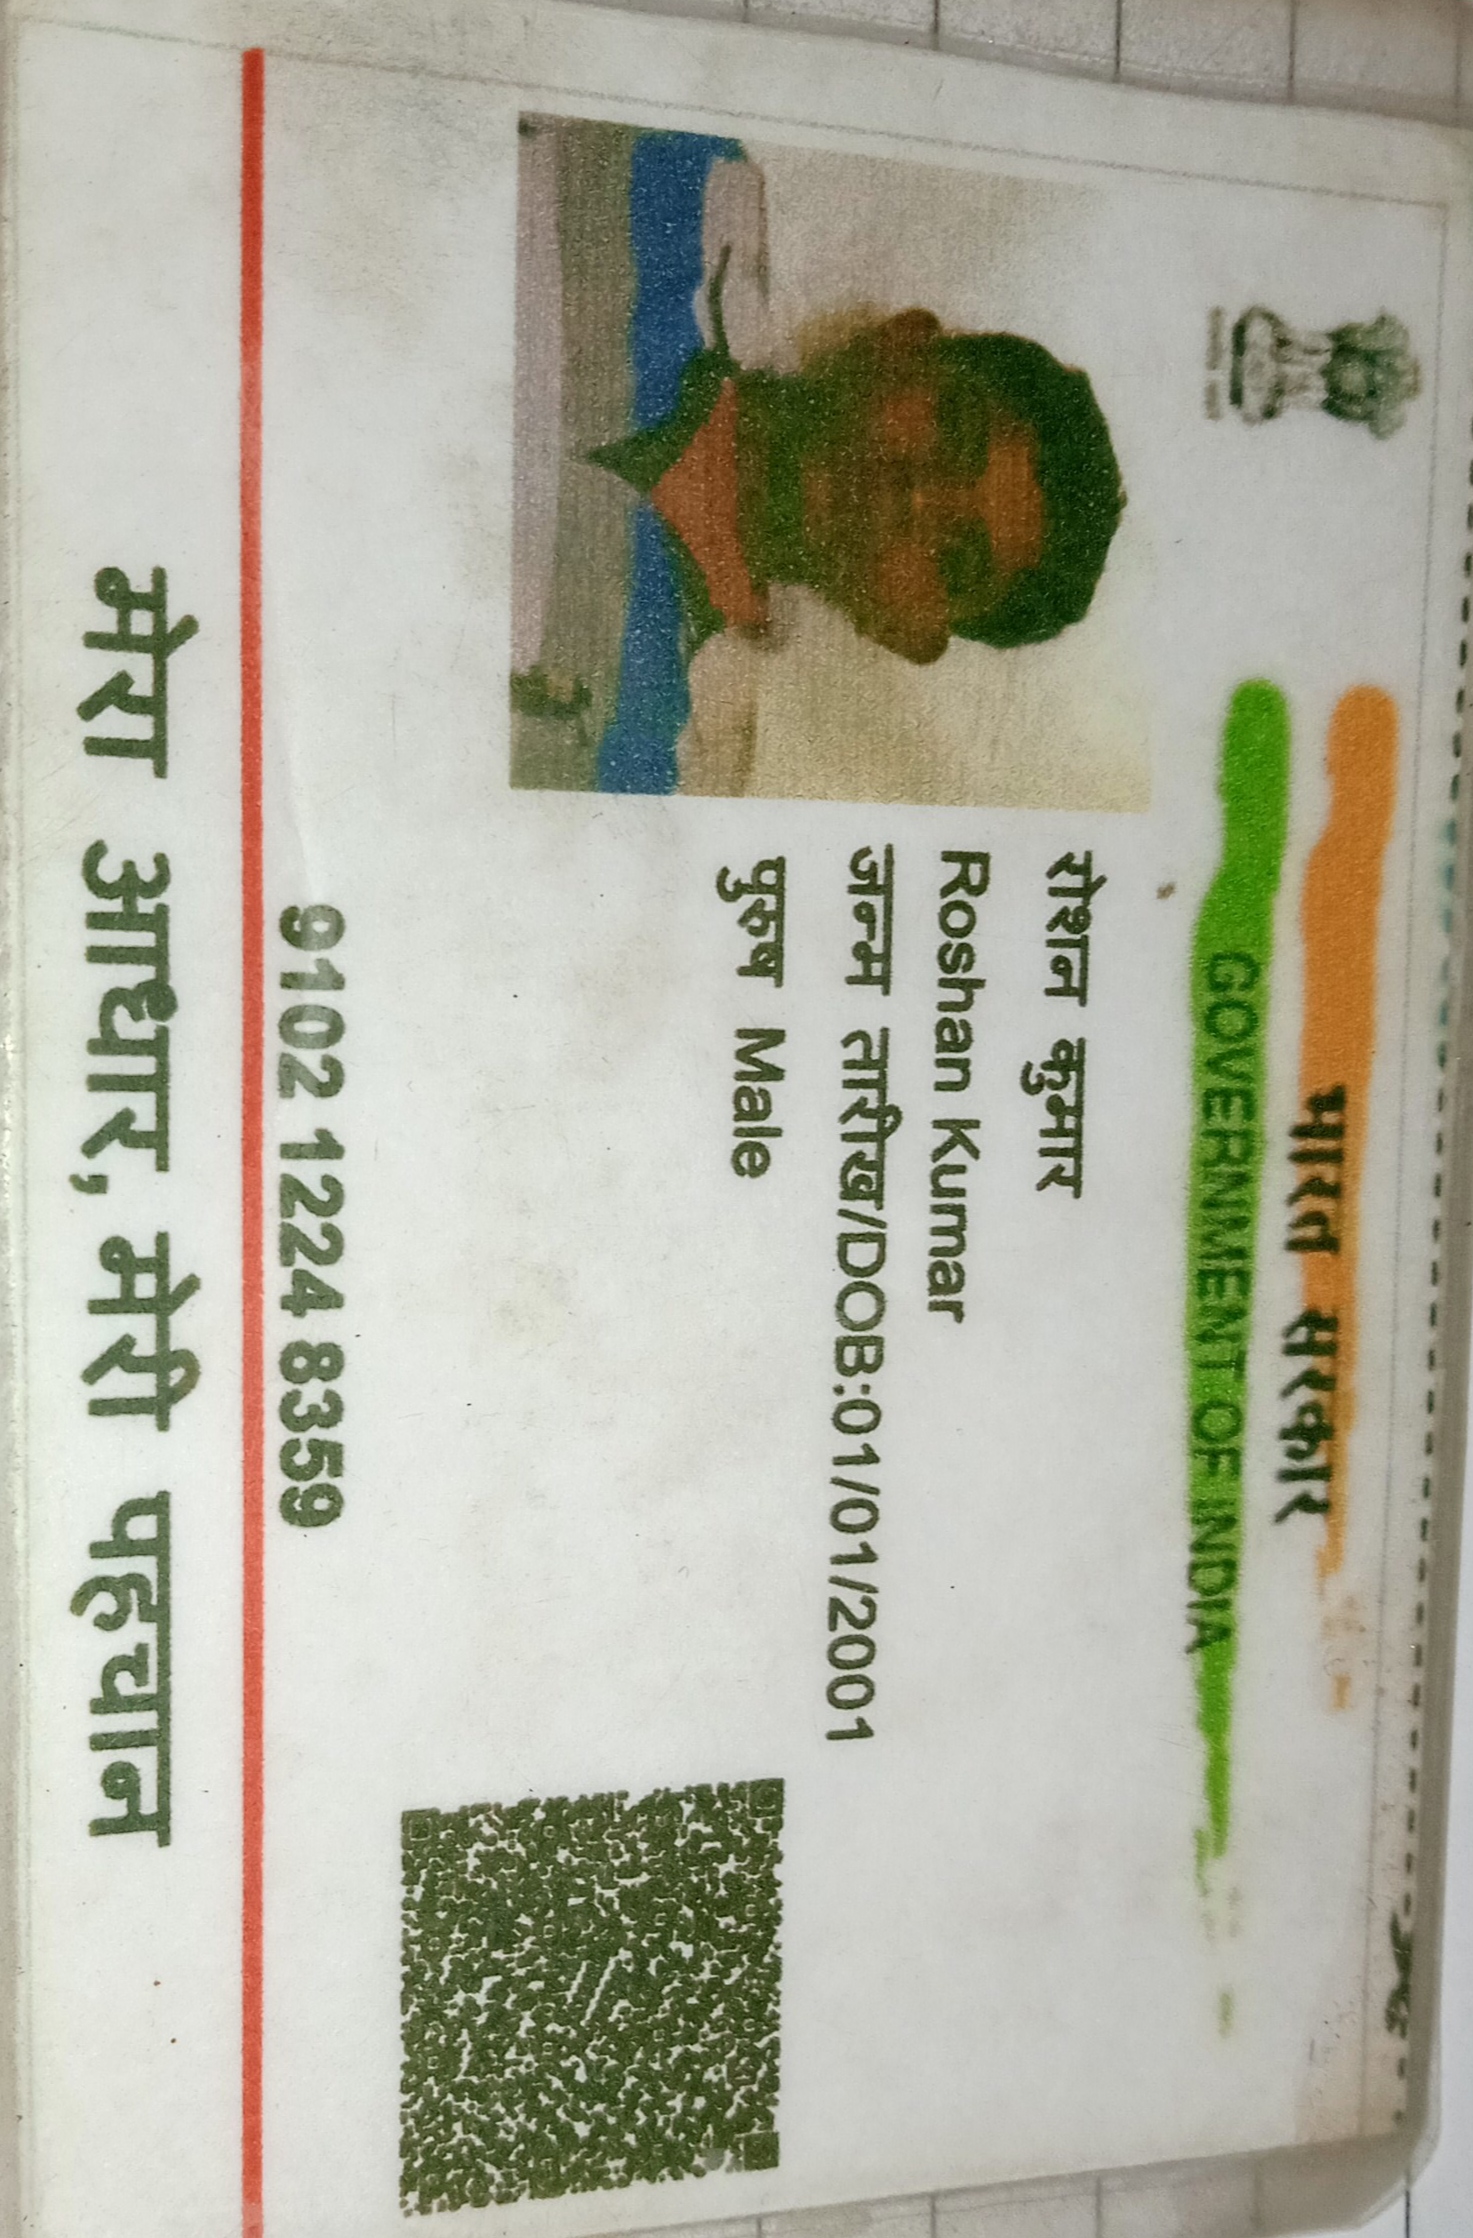 भारत सरकार
GOVERNMENT OF INDIA
रोशन कुमार
Roshan Kumar
जन्म तारीख/DOB:01/01/2001
पुरुष Male
9102 1224 8359
मेरा आधार, मेरी पहचान